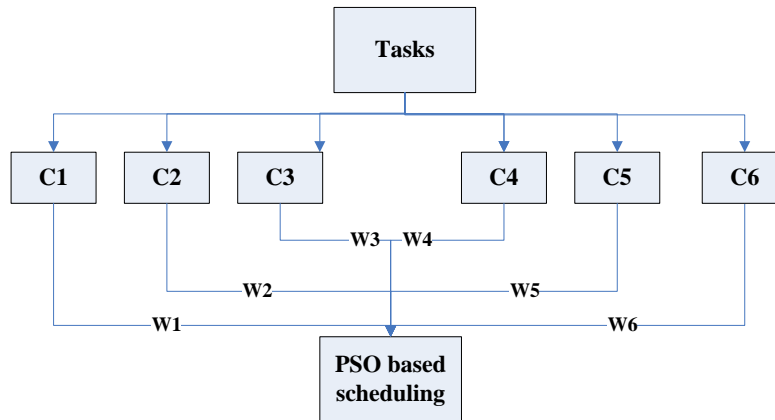 Tasks
C1
C2
C3
C4
C5
C6
W3
W4
W2
W5
W1
W6
PSO based
scheduling